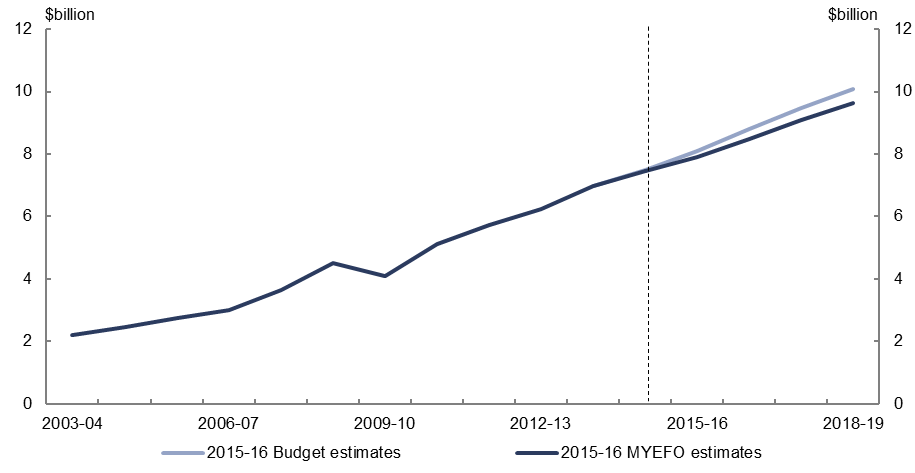 $billion $billion
12 12
10 10
8 8
6 6
4 4
2 2
0 0
2003-04 2006-07 2009-10 2012-13 2015-16 2018-19
2015-16 Budget estimates 2015-16 MYEFO estimates